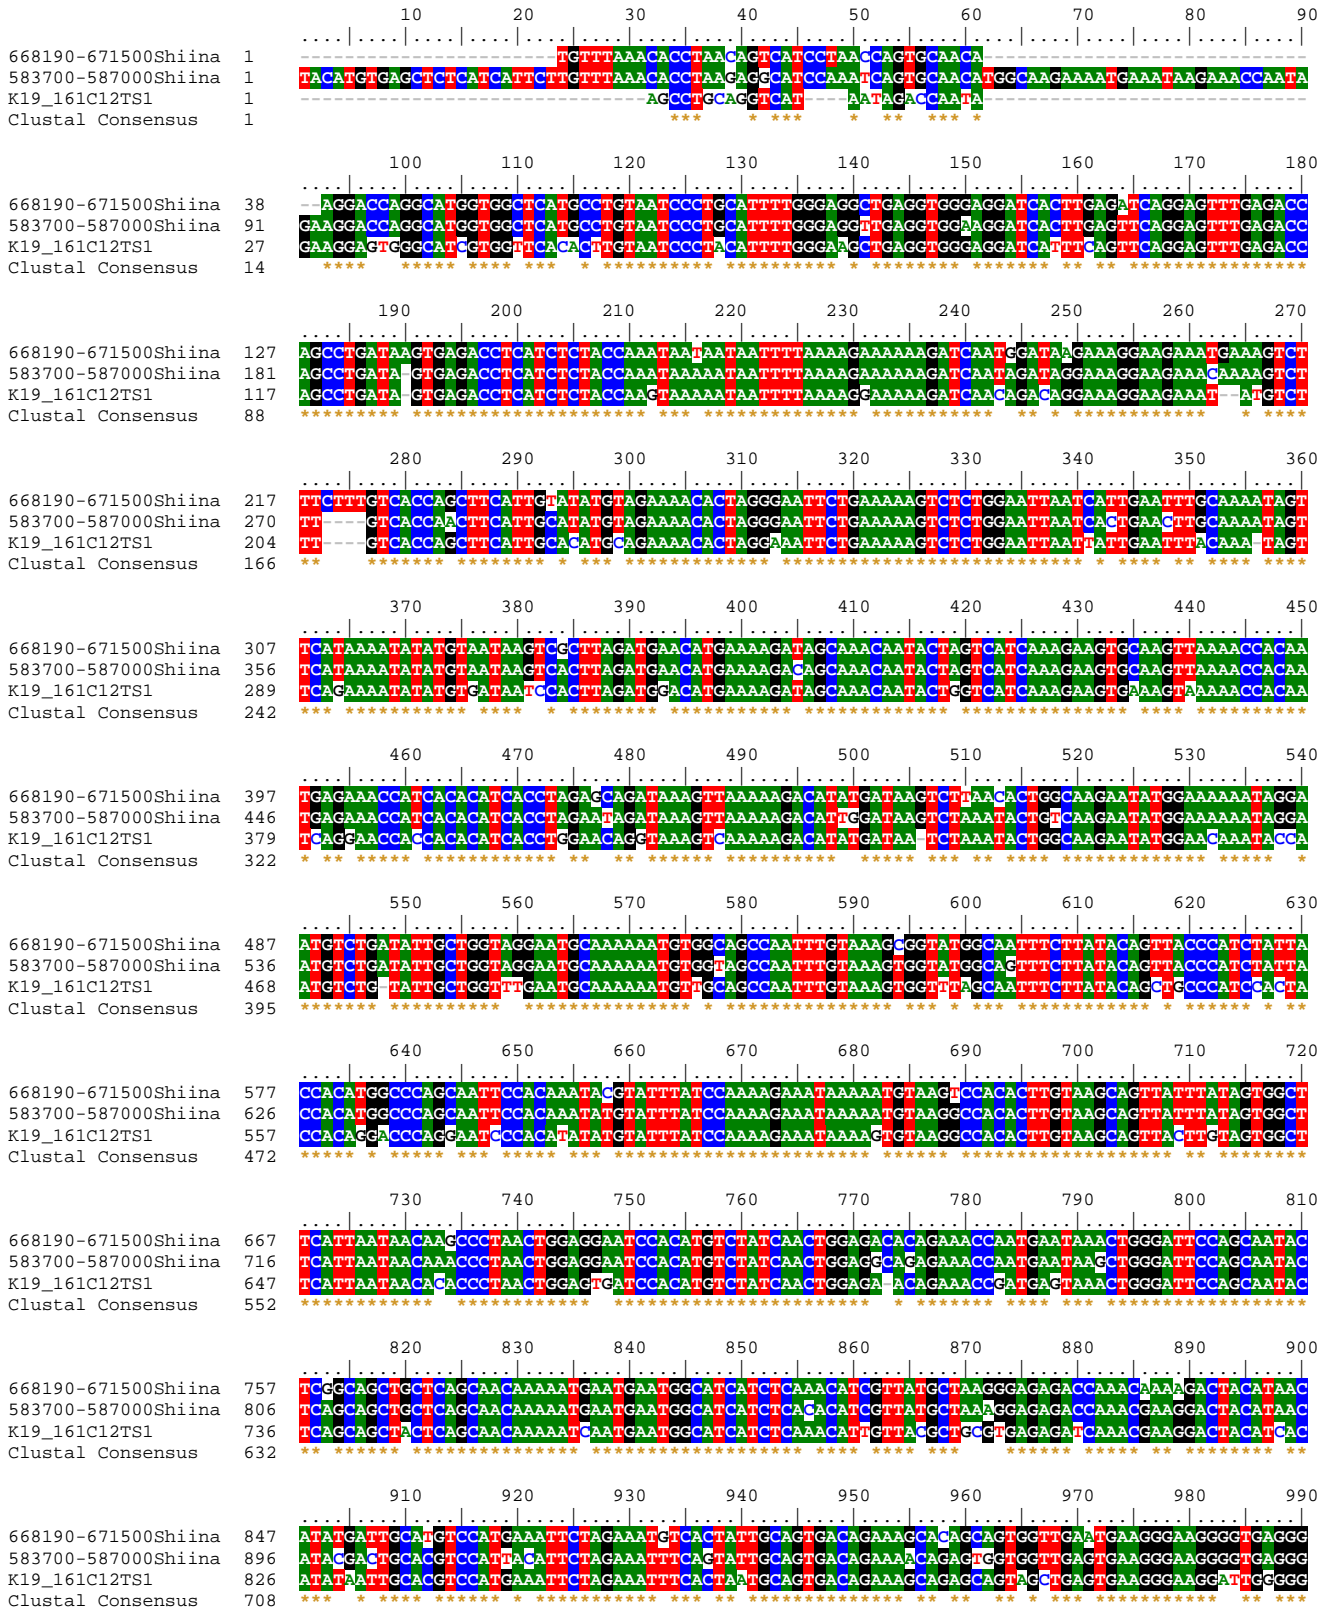 10 20 30 40 50 60 70 80 90
668190-671500Shiina 1 -----------------------TGTTTAAACACCTAACAGTCATCCTAACCAGTGCAACA-----------------------------
583700-587000Shiina 1 TACATGTGAGCTCTCATCATTCTTGTTTAAACACCTAAGAGGCATCCAAATCAGTGCAACATGGCAAGAAAATGAAATAAGAAACCAATA
K19_161C12TS1 1 -------------------------------AGCCTGCAGGTCAT----AATAGACCAATA-----------------------------
Clustal Consensus 1
100 110 120 130 140 150 160 170 180
668190-671500Shiina 38 --AGGACCAGGCATGGTGGCTCATGCCTGTAATCCCTGCATTTTGGGAGGCTGAGGTGGGAGGATCACTTGAGATCAGGAGTTTGAGACC
583700-587000Shiina 91 GAAGGACCAGGCATGGTGGCTCATGCCTGTAATCCCTGCATTTTGGGAGGTTGAGGTGGAAGGATCACTTGAGTTCAGGAGTTTGAGACC
K19_161C12TS1 27 GAAGGAGTGGGCATCGTGGTTCACACTTGTAATCCCTACATTTTGGGAAGCTGAGGTGGGAGGATCATTTCAGTTCAGGAGTTTGAGACC
Clustal Consensus 14
190 200 210 220 230 240 250 260 270
668190-671500Shiina 127 AGCCTGATAAGTGAGACCTCATCTCTACCAAATAATAATAATTTTAAAAGAAAAAAGATCAATGGATAAGAAAGGAAGAAATGAAAGTCT
583700-587000Shiina 181 AGCCTGATA-GTGAGACCTCATCTCTACCAAATAAAAATAATTTTAAAAGAAAAAAGATCAATAGATAGGAAAGGAAGAAACAAAAGTCT
K19_161C12TS1 117 AGCCTGATA-GTGAGACCTCATCTCTACCAAGTAAAAATAATTTTAAAAGGAAAAAGATCAACAGACAGGAAAGGAAGAAAT--ATGTCT
Clustal Consensus 88
280 290 300 310 320 330 340 350 360
668190-671500Shiina 217 TTCTTTGTCACCAGCTTCATTGTATATGTAGAAAACACTAGGGAATTCTGAAAAAGTCTCTGGAATTAATCATTGAATTTGCAAAATAGT
583700-587000Shiina 270 TT----GTCACCAACTTCATTGCATATGTAGAAAACACTAGGGAATTCTGAAAAAGTCTCTGGAATTAATCACTGAACTTGCAAAATAGT
K19_161C12TS1 204 TT----GTCACCAGCTTCATTGCACATGCAGAAAACACTAGGAAATTCTGAAAAAGTCTCTGGAATTAATTATTGAATTTACAAA-TAGT
Clustal Consensus 166
370 380 390 400 410 420 430 440 450
668190-671500Shiina 307 TCATAAAATATATGTAATAAGTCGCTTAGATGAACATGAAAAGATAGCAAACAATACTAGTCATCAAAGAAGTGCAAGTTAAAACCACAA
583700-587000Shiina 356 TCATAAAATATATGTAATAAGTCACTTAGATGAACATGAAAAGACAGCAAACAATACTAGTCATCAAAGAAGTGCAAGTTAAAACCACAA
K19_161C12TS1 289 TCAGAAAATATATGTGATAATCCACTTAGATGGACATGAAAAGATAGCAAACAATACTGGTCATCAAAGAAGTGAAAGTAAAAACCACAA
Clustal Consensus 242
460 470 480 490 500 510 520 530 540
668190-671500Shiina 397 TGAGAAACCATCACACATCACCTAGAGCAGATAAAGTTAAAAAGACATATGATAAGTCTTAACACTGGCAAGAATATGGAAAAAATAGGA
583700-587000Shiina 446 TGAGAAACCATCACACATCACCTAGAATAGATAAAGTTAAAAAGACATTGGATAAGTCTAAATACTGTCAAGAATATGGAAAAAATAGGA
K19_161C12TS1 379 TCAGGAACCACCACACATCACCTGGAACAGGTAAAGTCAAAAAGACATATGATAA-TCTAAATACTGGCAAGAATATGGAACAAATACCA
Clustal Consensus 322
550 560 570 580 590 600 610 620 630
668190-671500Shiina 487 ATGTCTGATATTGCTGGTAGGAATGCAAAAAATGTGGCAGCCAATTTGTAAAGCGGTATGGCAATTTCTTATACAGTTACCCATCTATTA
583700-587000Shiina 536 ATGTCTGATATTGCTGGTAGGAATGCAAAAAATGTGGTAGCCAATTTGTAAAGTGGTATGGCAGTTTCTTATACAGTTACCCATCTATTA
K19_161C12TS1 468 ATGTCTG-TATTGCTGGTTTGAATGCAAAAAATGTTGCAGCCAATTTGTAAAGTGGTTTAGCAATTTCTTATACAGCTGCCCATCCACTA
Clustal Consensus 395
640 650 660 670 680 690 700 710 720
668190-671500Shiina 577 CCACATGGCCCAGCAATTCCACAAATACGTATTTATCCAAAAGAAATAAAAATGTAAGTCCACACTTGTAAGCAGTTATTTATAGTGGCT
583700-587000Shiina 626 CCACATGGCCCAGCAATTCCACAAATATGTATTTATCCAAAAGAAATAAAAATGTAAGGCCACACTTGTAAGCAGTTATTTATAGTGGCT
K19_161C12TS1 557 CCACAGGACCCAGGAATCCCACATATATGTATTTATCCAAAAGAAATAAAAGTGTAAGGCCACACTTGTAAGCAGTTACTTGTAGTGGCT
Clustal Consensus 472
730 740 750 760 770 780 790 800 810
668190-671500Shiina 667 TCATTAATAACAAGCCCTAACTGGAGGAATCCACATGTCTATCAACTGGAGACACAGAAACCAATGAATAAACTGGGATTCCAGCAATAC
583700-587000Shiina 716 TCATTAATAACAAACCCTAACTGGAGGAATCCACATGTCTATCAACTGGAGGCAGAGAAACCAATGAATAAGCTGGGATTCCAGCAATAC
K19_161C12TS1 647 TCATTAATAACACACCCTAACTGGAGTGATCCACATGTCTATCAACTGGAGA-ACAGAAACCGATGAGTAAACTGGGATTCCAGCAATAC
Clustal Consensus 552
820 830 840 850 860 870 880 890 900
668190-671500Shiina 757 TCGGCAGCTGCTCAGCAACAAAAATGAATGAATGGCATCATCTCAAACATCGTTATGCTAAGGGAGAGACCAAACAAAAGACTACATAAC
583700-587000Shiina 806 TCAGCAGCTGCTCAGCAACAAAAATGAATGAATGGCATCATCTCACACATCGTTATGCTAAAGGAGAGACCAAACGAAGGACTACATAAC
K19_161C12TS1 736 TCAGCAGCTACTCAGCAACAAAAATCAATGAATGGCATCATCTCAAACATTGTTACGCTGCGTGAGAGATCAAACGAAGGACTACATCAC
Clustal Consensus 632
910 920 930 940 950 960 970 980 990
668190-671500Shiina 847 ATATGATTGCATGTCCATGAAATTCTAGAAATGTCACTATTGCAGTGACAGAAAGCACAGCAGTGGTTGAATGAAGGGAAGGGGTGAGGG
583700-587000Shiina 896 ATACGACTGCACGTCCATTACATTCTAGAAATTTCAGTATTGCAGTGACAGAAAACAGAGTGGTGGTTGAGTGAAGGGAAGGGGTGAGGG
K19_161C12TS1 826 ATATAATTGCACGTCCATGAAATTCTAGAAATTTCACTAATGCAGTGACAGAAAGCAGAGCAGTAGCTGAGTGAAGGGAAGGATTGGGGG
Clustal Consensus 708